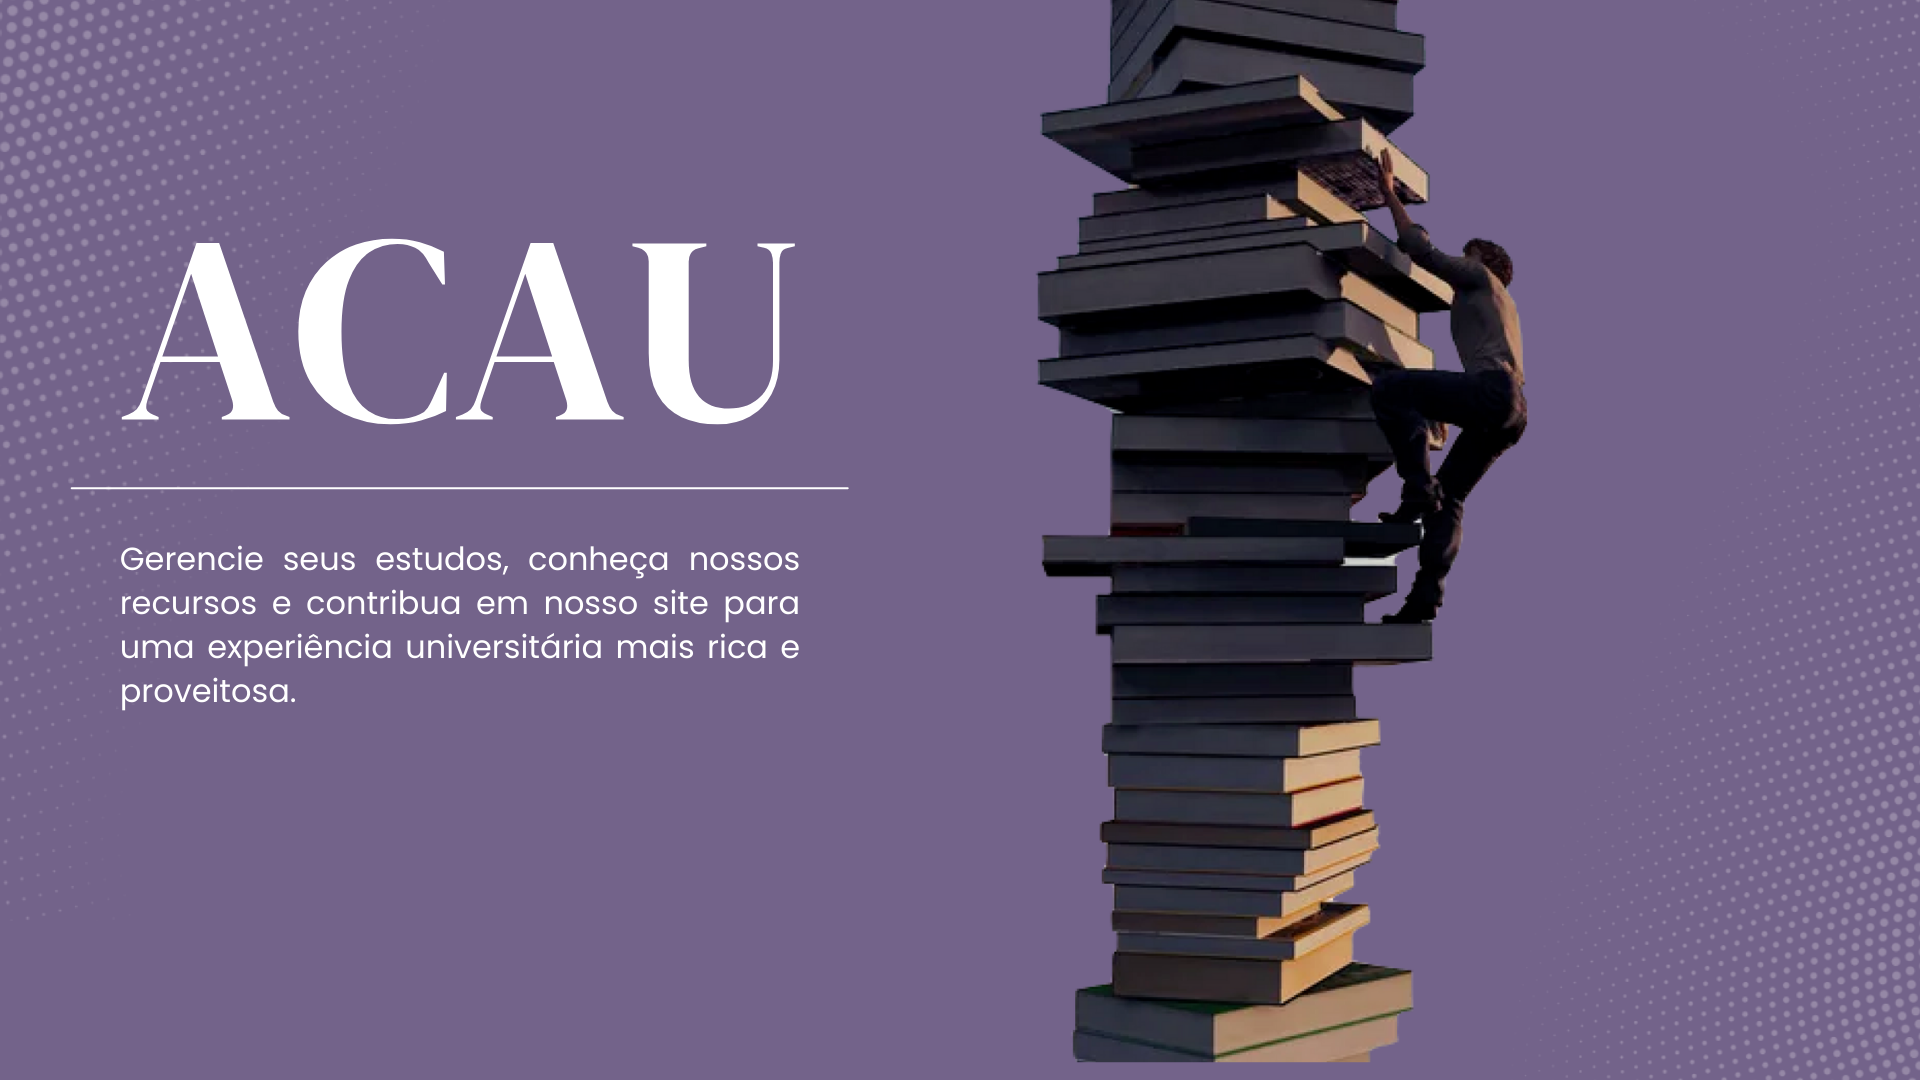 ACAU
Gerencie seus estudos, conheça nossos
recursos e contribua em nosso site para
uma experiência universitária mais rica e
proveitosa.